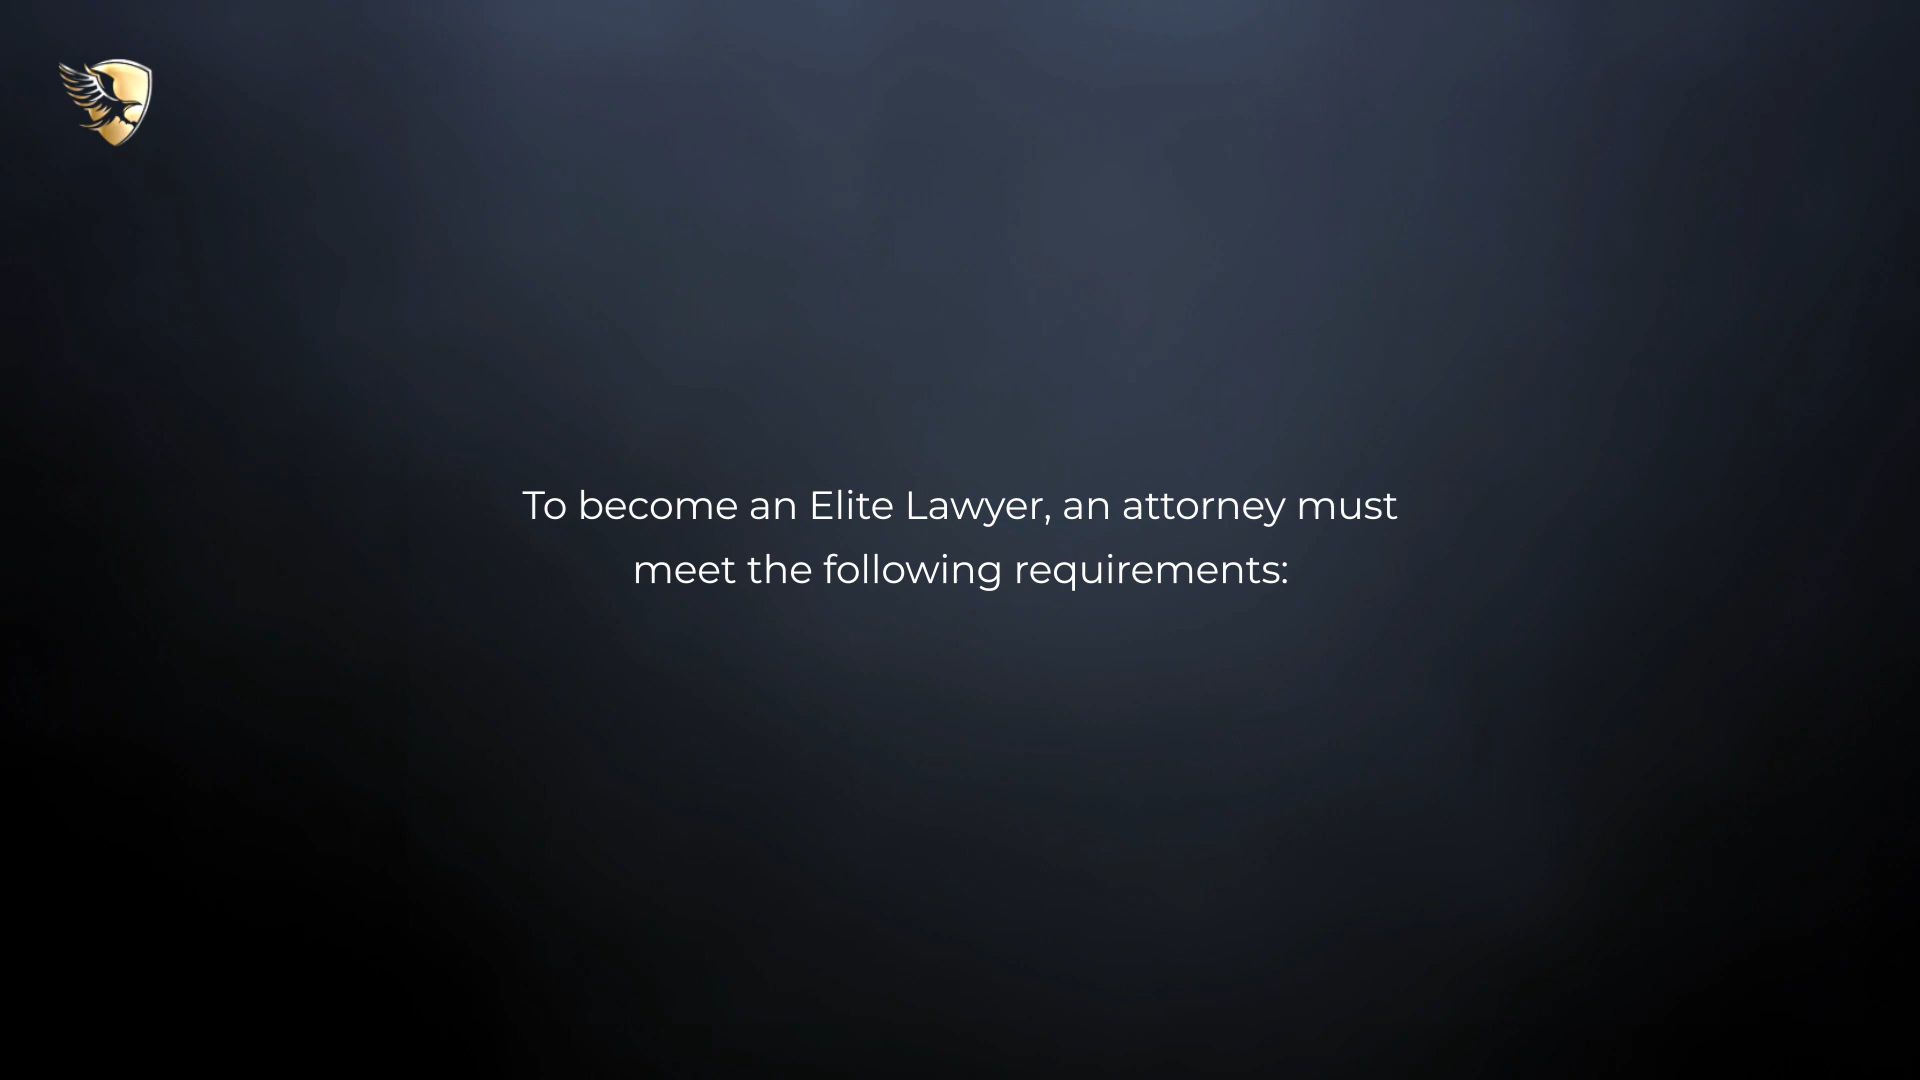 To become an Elite Lawyer, an attorney must
meet the following requirements: